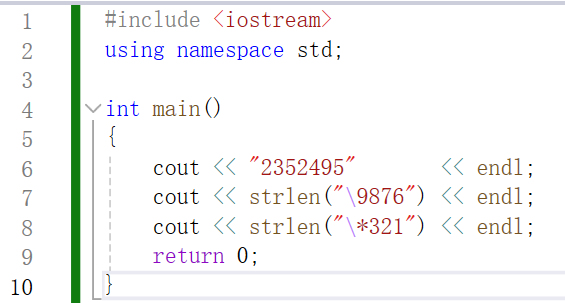 1 #include <iostream>
2 using namespace std;
3
4 int main()
5 {
6 cout << "2352495" << endl;
7 cout << strlen("\9876") << endl;
8 cout << strlen("\*321") << endl;
9 return 0;
10 }